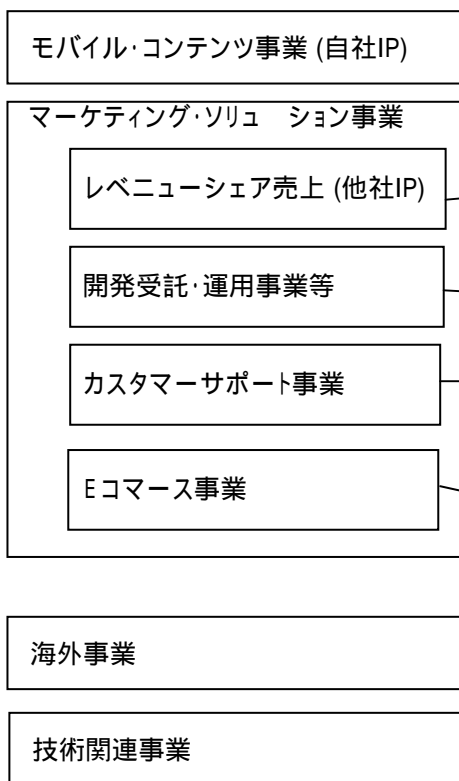 モバイル･コンテンツ事業 (自社IP)
マーケティング･ソリューション事業
レベニューシェア売上 (他社IP)
開発受託･運用事業等
カスタマーサポート事業
Eコマース事業
海外事業
技術関連事業